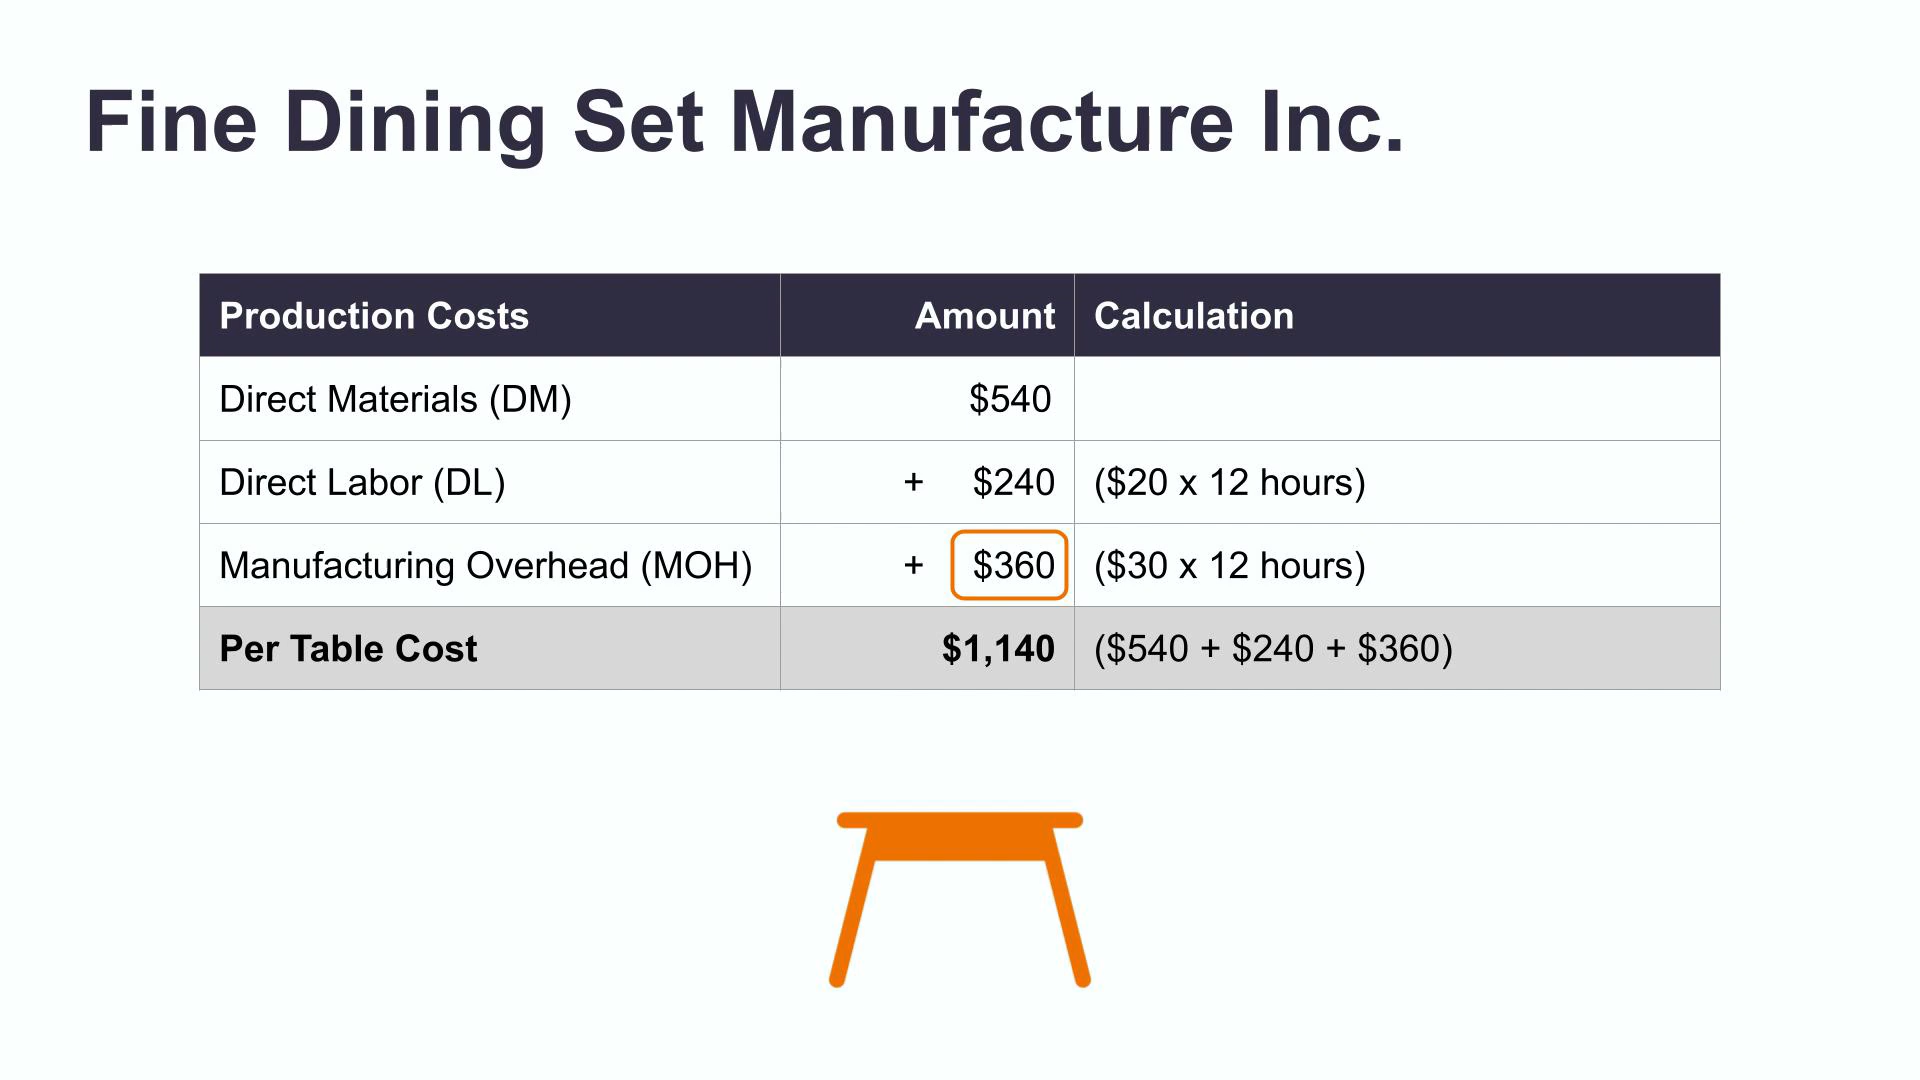 Fine Dining Set Manufacture Inc.
Production Costs Amount Calculation
Direct Materials (DM) $540
Direct Labor (DL) + $240 ($20 x 12 hours)
Manufacturing Overhead (MOH) + $360 ($30 x 12 hours)
Per Table Cost $1,140 ($540 + $240 + $360)